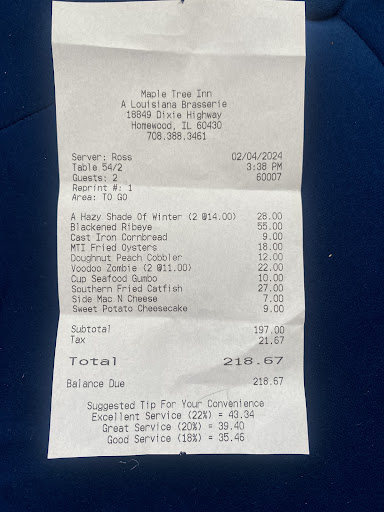 Maple Tree Inn
A Louisiana Brasserie
18849 Dixie Highway
Homewood, IL 60430
708.388.3461
Server: Ross 02/04/2024
Table 54/2 3:38 PM
Guests: 2 60007
Reprint #: 1
Area: TO GO
A Hazy Shade Of Winter (2 @14.00) 28.00
Blackened Ribeye 55.00
Cast Iron Cornbread 9.00
MTI Fried Oysters 18.00
Doughnut Peach Cobbler 12.00
Voodoo Zombie (2 @11.00) 22.00
Cup Seafood Gumbo 10.00
Southern Fried Catfish 27.00
Side Mac N Cheese 7.00
Sweet Potato Cheesecake 9.00
Subtotal 197.00
Tax 21.67
Total 218.67
Balance Due 218.67
Suggested Tip For Your Convenience
Excellent Service (22%) = 43.34
Great Service (20%) = 39.40
Good Service (18%) = 35.46